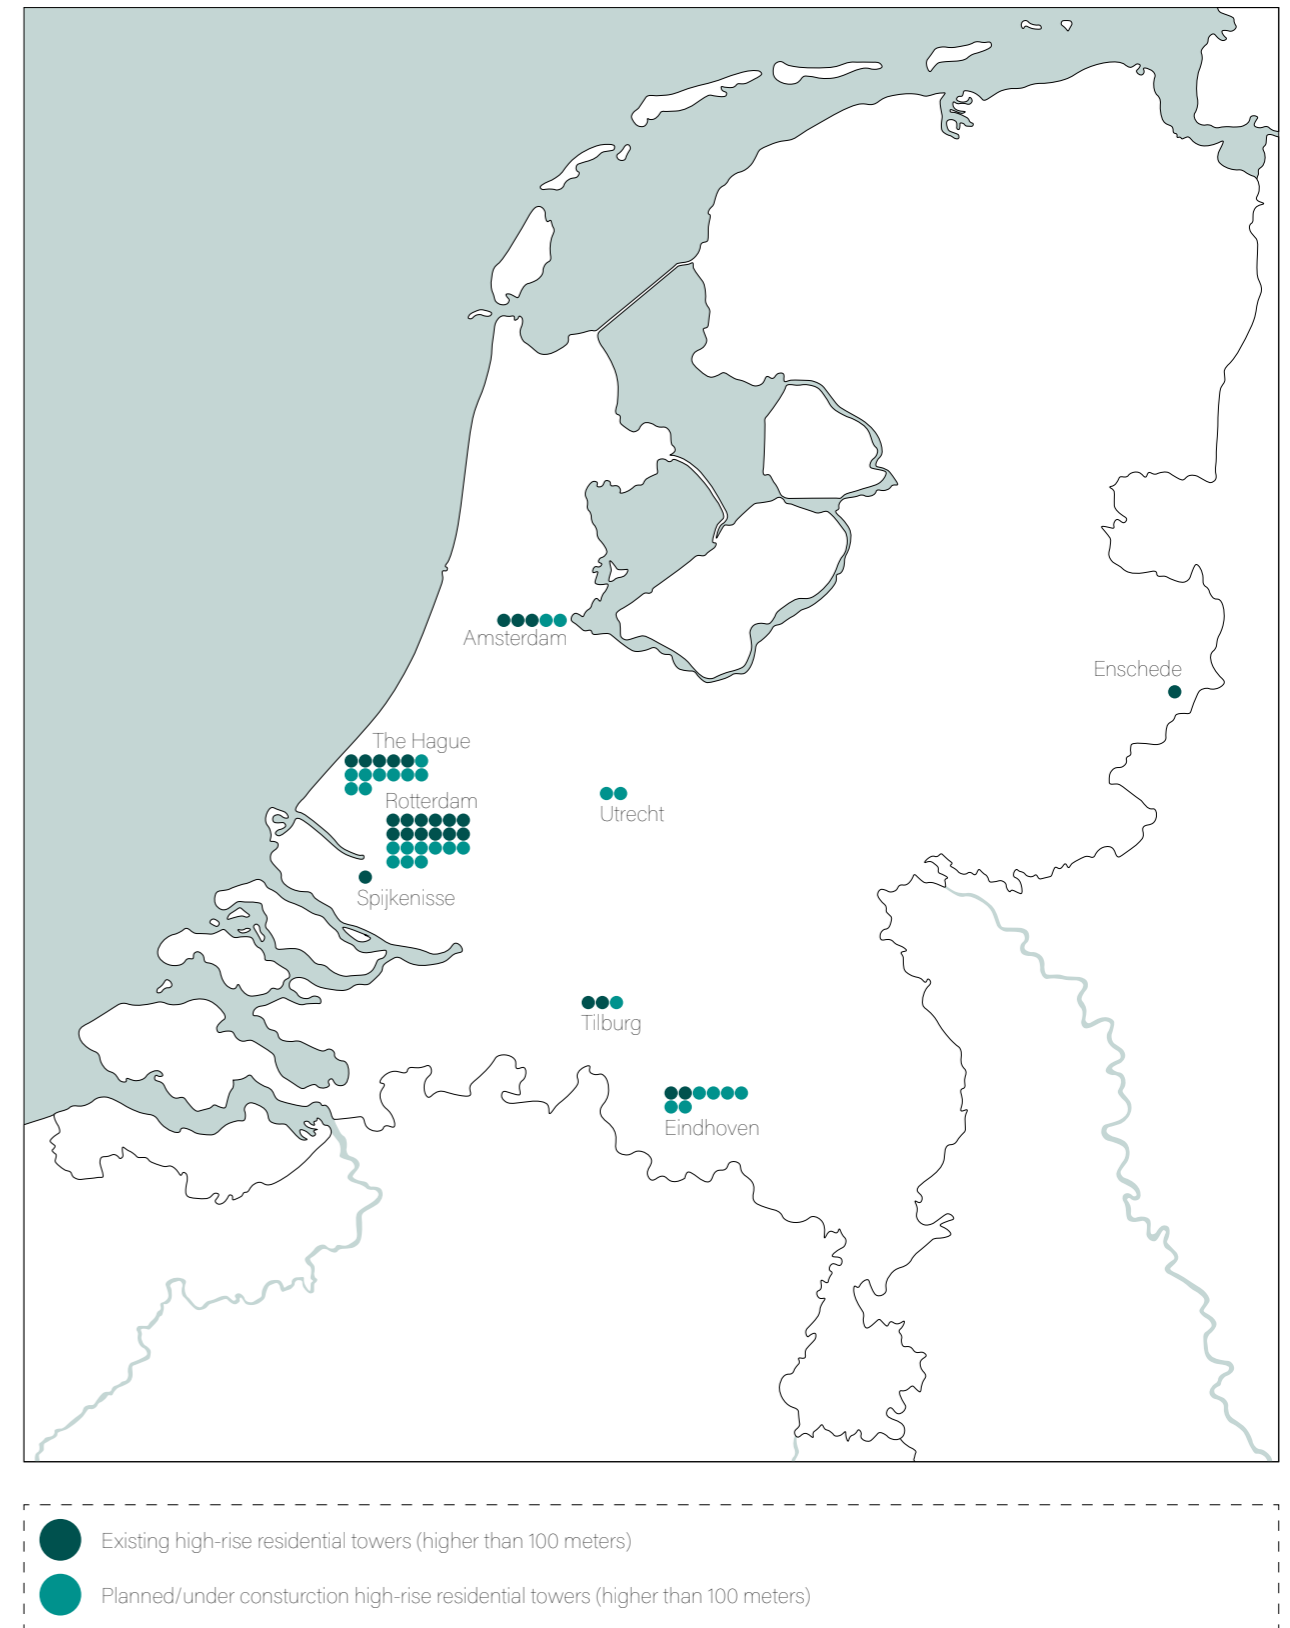 Amsterdam
Enschede
The Hague
Rotterdam
Utrecht
Spijkenisse
Tilburg
Eindhoven
Existing high-rise residential towers (higher than 100 meters)
Planned/under consturction high-rise residential towers (higher than 100 meters)